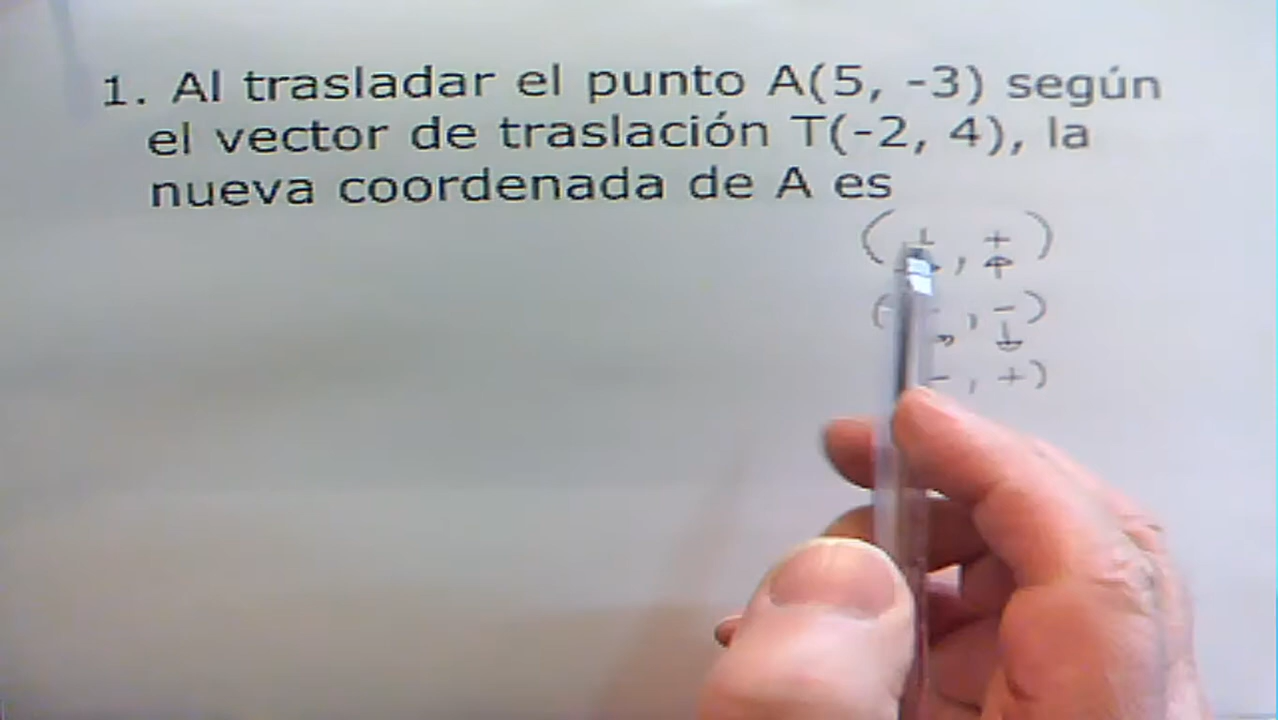 1. Al trasladar el punto A(5, -3) según
el vector de traslación T(-2, 4), la
nueva coordenada de A es
( , + )
( , - )
- , +)